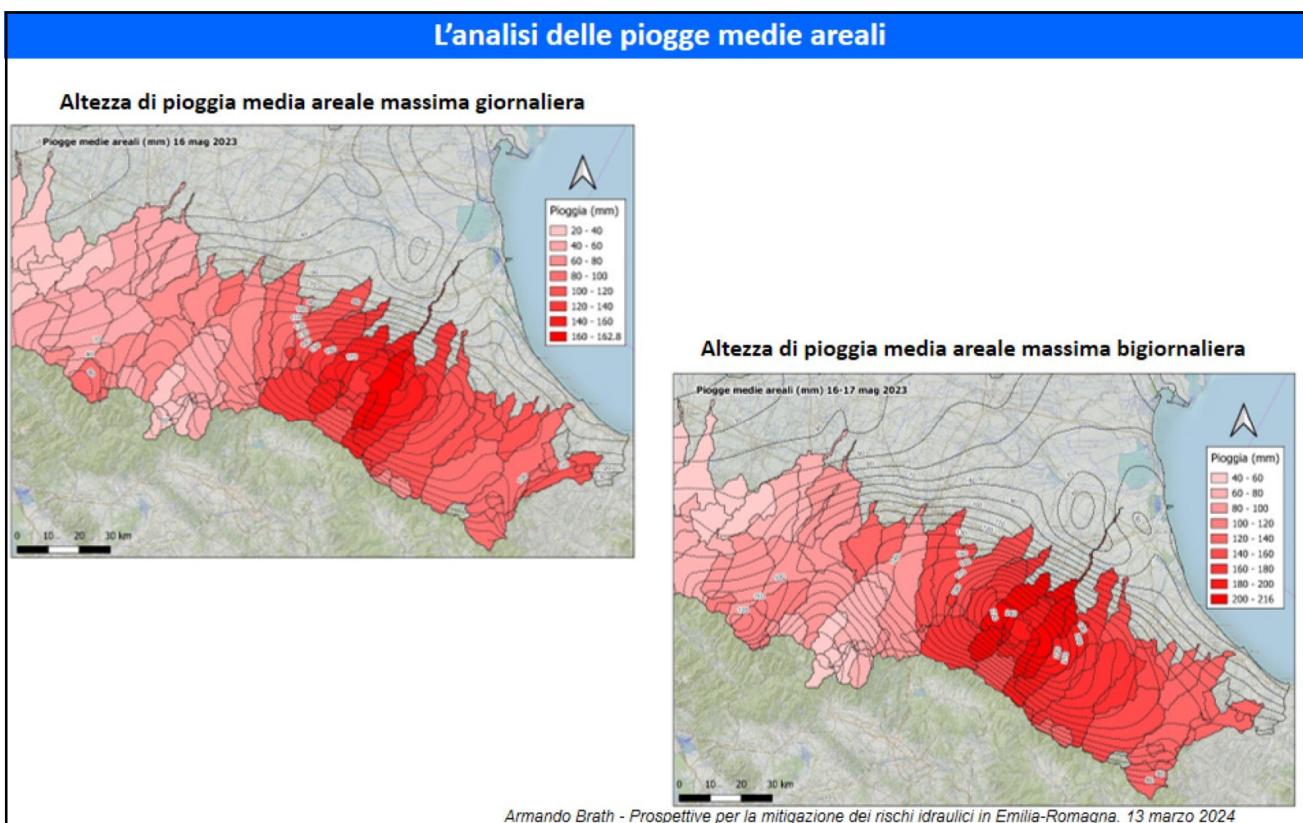 L'analisi delle piogge medie areali
Altezza di pioggia media areale massima giornaliera
Piogge medie areali (mm) 16 mag 2023
Pioggia (mm)
20 - 40
40 - 60
60 - 80
80 - 100
100 - 120
120 - 140
140 - 160
160 - 162.8
0 10 20 30 km
Altezza di pioggia media areale massima bigiornaliera
Piogge medie areali (mm) 16-17 mag 2023
Pioggia (mm)
40 - 60
60 - 80
80 - 100
100 - 120
120 - 140
140 - 160
160 - 180
180 - 200
200 - 216
0 10 20 30 km
Armando Brath - Prospettive per la mitigazione dei rischi idraulici in Emilia-Romagna. 13 marzo 2024